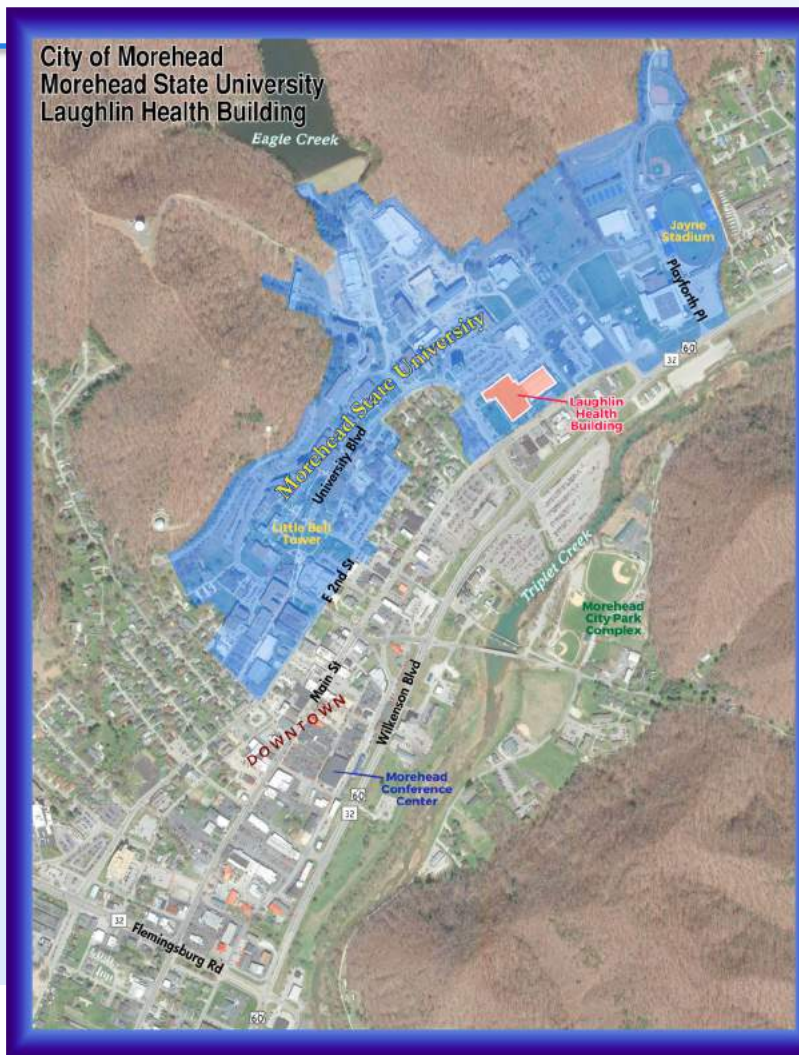 City of Morehead
Morehead State University
Laughlin Health Building
Eagle Creek
Jayne
Stadium
Playforth Pl
60
32
Morehead State University
Laughlin
Health
Building
University Blvd
Little Bell
Tower
E 2nd St
Triplet Creek
Morehead
City Park
Complex
Main St
Wilkenson Blvd
DOWNTOWN
Morehead
Conference
Center
60
32
32
Flemingsburg Rd
60